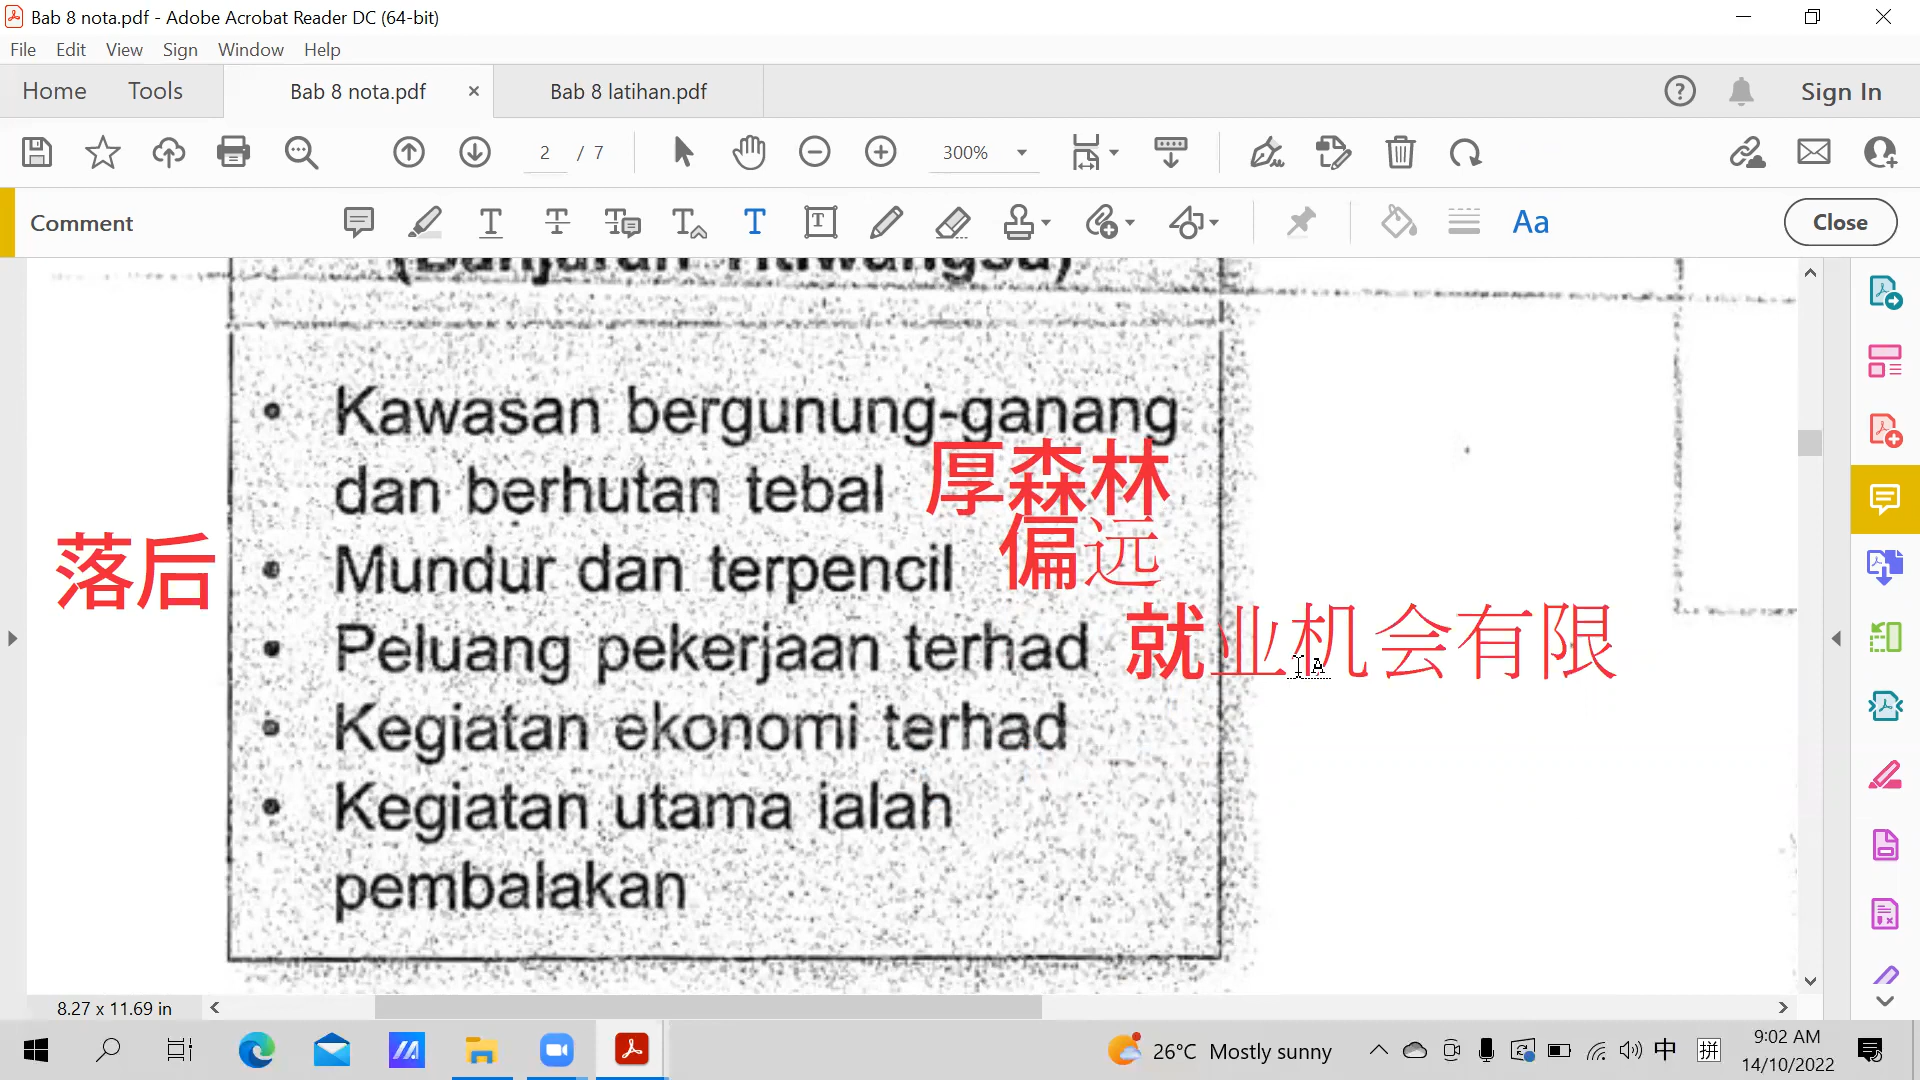 Bab 8 nota.pdf - Adobe Acrobat Reader DC (64-bit)
File Edit View Sign Window Help
Home Tools Bab 8 nota.pdf Bab 8 latihan.pdf Sign In
2 / 7 300%
Comment Aa Close
(Banjaran Titiwangsa)
• Kawasan bergunung-ganang
dan berhutan tebal 厚森林
偏远
落后 • Mundur dan terpencil
• Peluang pekerjaan terhad 就业机会有限
• Kegiatan ekonomi terhad
• Kegiatan utama ialah
pembalakan
8.27 x 11.69 in
26°C Mostly sunny 中 拼 9:02 AM
14/10/2022